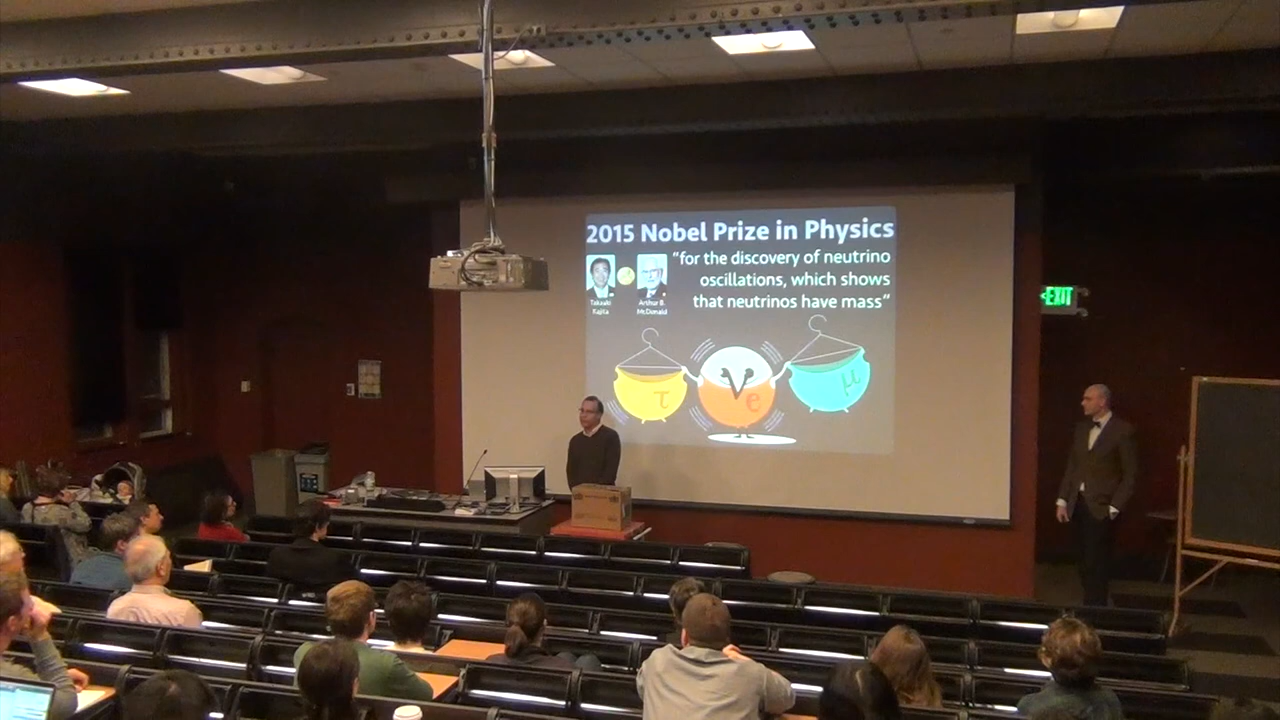 2015 Nobel Prize in Physics
"for the discovery of neutrino
oscillations, which shows
that neutrinos have mass"
Takaaki
Kajita
Arthur B.
McDonald
τ
ν
e
μ
EXIT